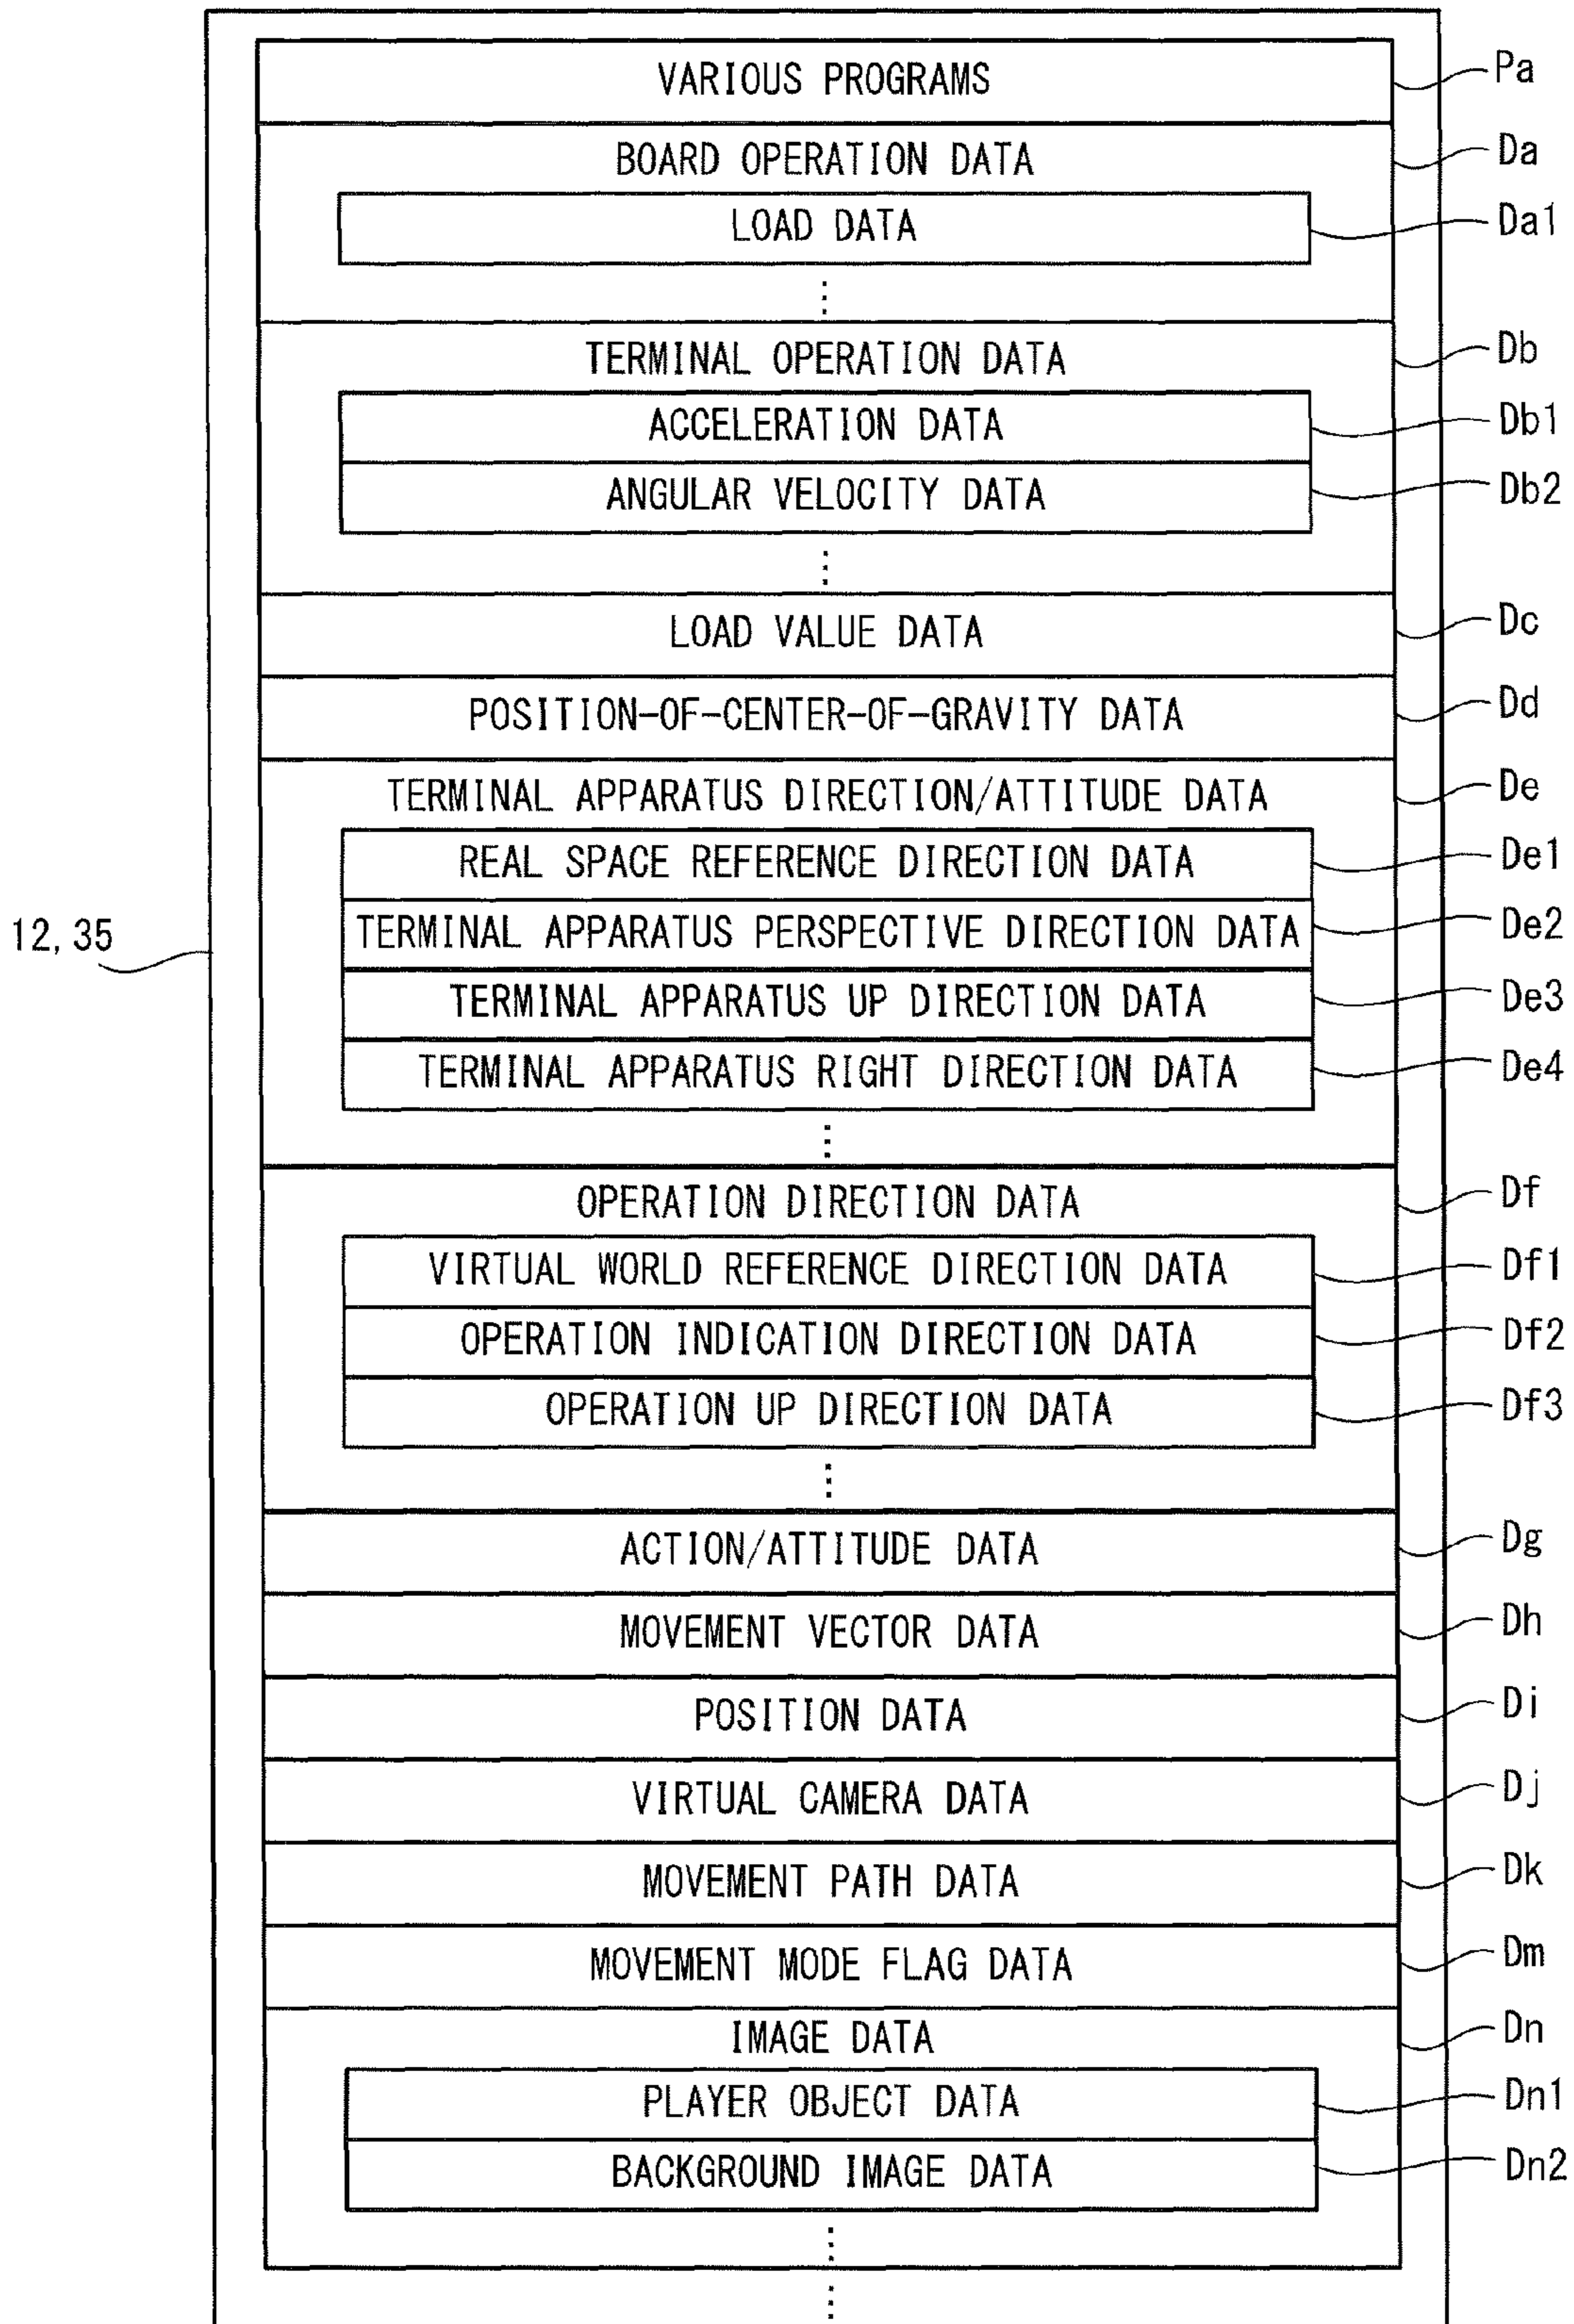 VARIOUS PROGRAMS Pa
BOARD OPERATION DATA Da
LOAD DATA Da1
TERMINAL OPERATION DATA Db
ACCELERATION DATA Db1
ANGULAR VELOCITY DATA Db2
LOAD VALUE DATA Dc
POSITION-OF-CENTER-OF-GRAVITY DATA Dd
TERMINAL APPARATUS DIRECTION/ATTITUDE DATA De
REAL SPACE REFERENCE DIRECTION DATA De1
12, 35
TERMINAL APPARATUS PERSPECTIVE DIRECTION DATA De2
TERMINAL APPARATUS UP DIRECTION DATA De3
TERMINAL APPARATUS RIGHT DIRECTION DATA De4
OPERATION DIRECTION DATA Df
VIRTUAL WORLD REFERENCE DIRECTION DATA Df1
OPERATION INDICATION DIRECTION DATA Df2
OPERATION UP DIRECTION DATA Df3
ACTION/ATTITUDE DATA Dg
MOVEMENT VECTOR DATA Dh
POSITION DATA Di
VIRTUAL CAMERA DATA Dj
MOVEMENT PATH DATA Dk
MOVEMENT MODE FLAG DATA Dm
IMAGE DATA Dn
PLAYER OBJECT DATA Dn1
BACKGROUND IMAGE DATA Dn2